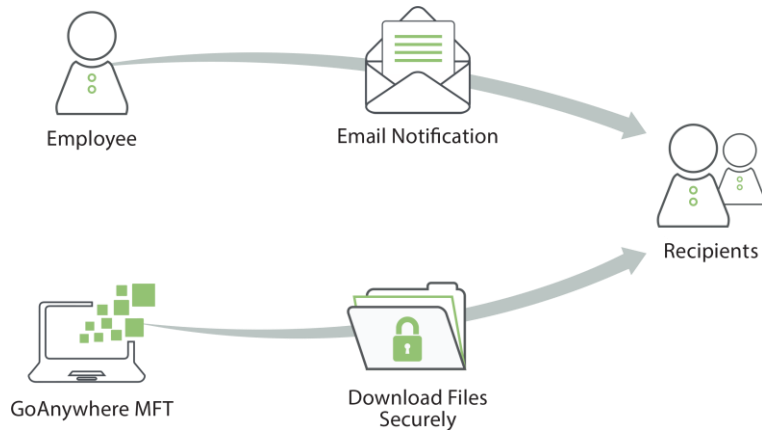 Employee
Email Notification
Recipients
GoAnywhere MFT
Download Files
Securely